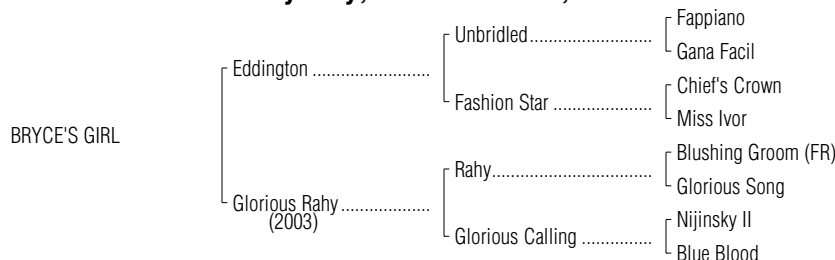 Fappiano
Unbridled..............................
Gana Facil
Eddington ..........................
Chief's Crown
Fashion Star ......................
Miss Ivor
BRYCE'S GIRL
Blushing Groom (FR)
Rahy.....................................
Glorious Song
Glorious Rahy....................
(2003)
Nijinsky II
Glorious Calling ................
Blue Blood